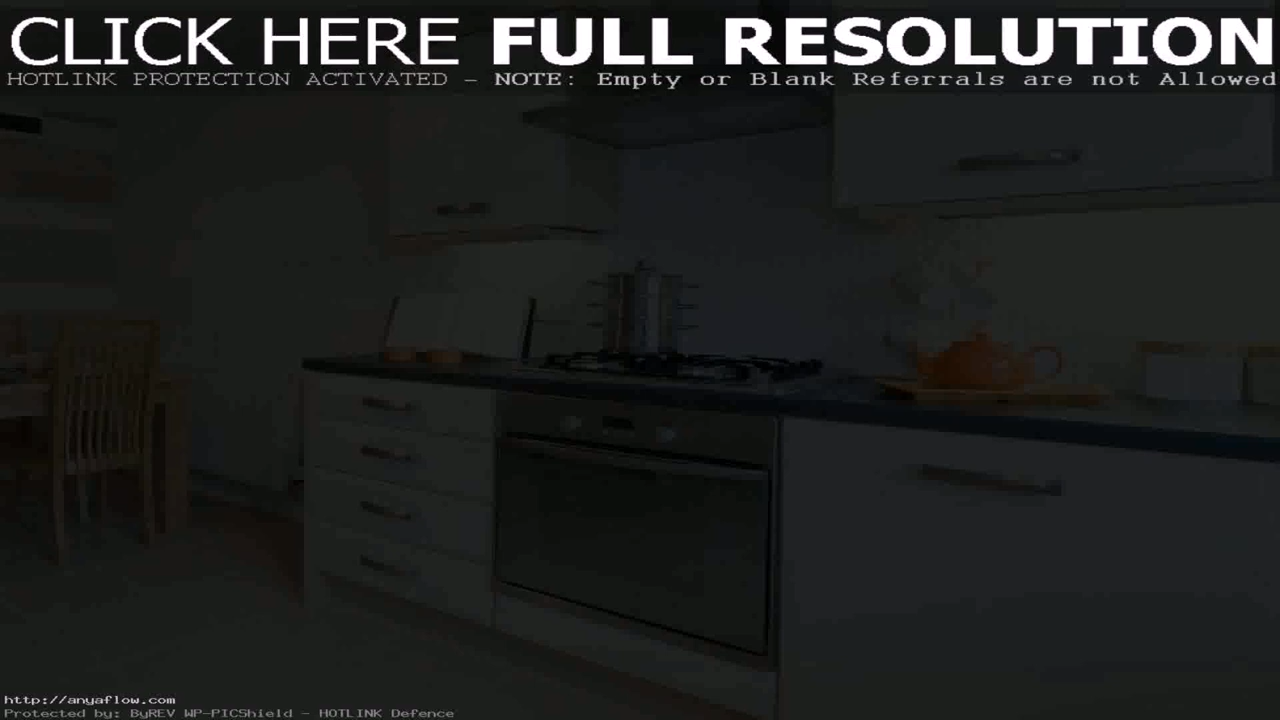 CLICK HERE FULL RESOLUTION
HOTLINK PROTECTION ACTIVATED - NOTE: Empty or Blank Referrals are not Allowed
http://anyaflow.com
Protected by: ByREV WP-PICShield - HOTLINK Defence